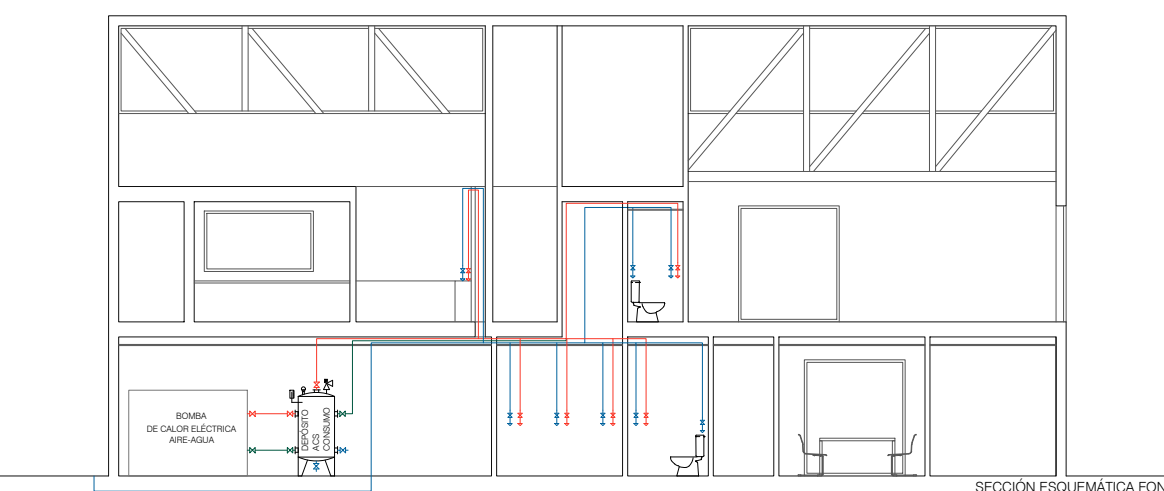 BOMBA
DE CALOR ELÉCTRICA
AIRE-AGUA
DEPÓSITO
ACS
CONSUMO
SECCIÓN ESQUEMÁTICA FON